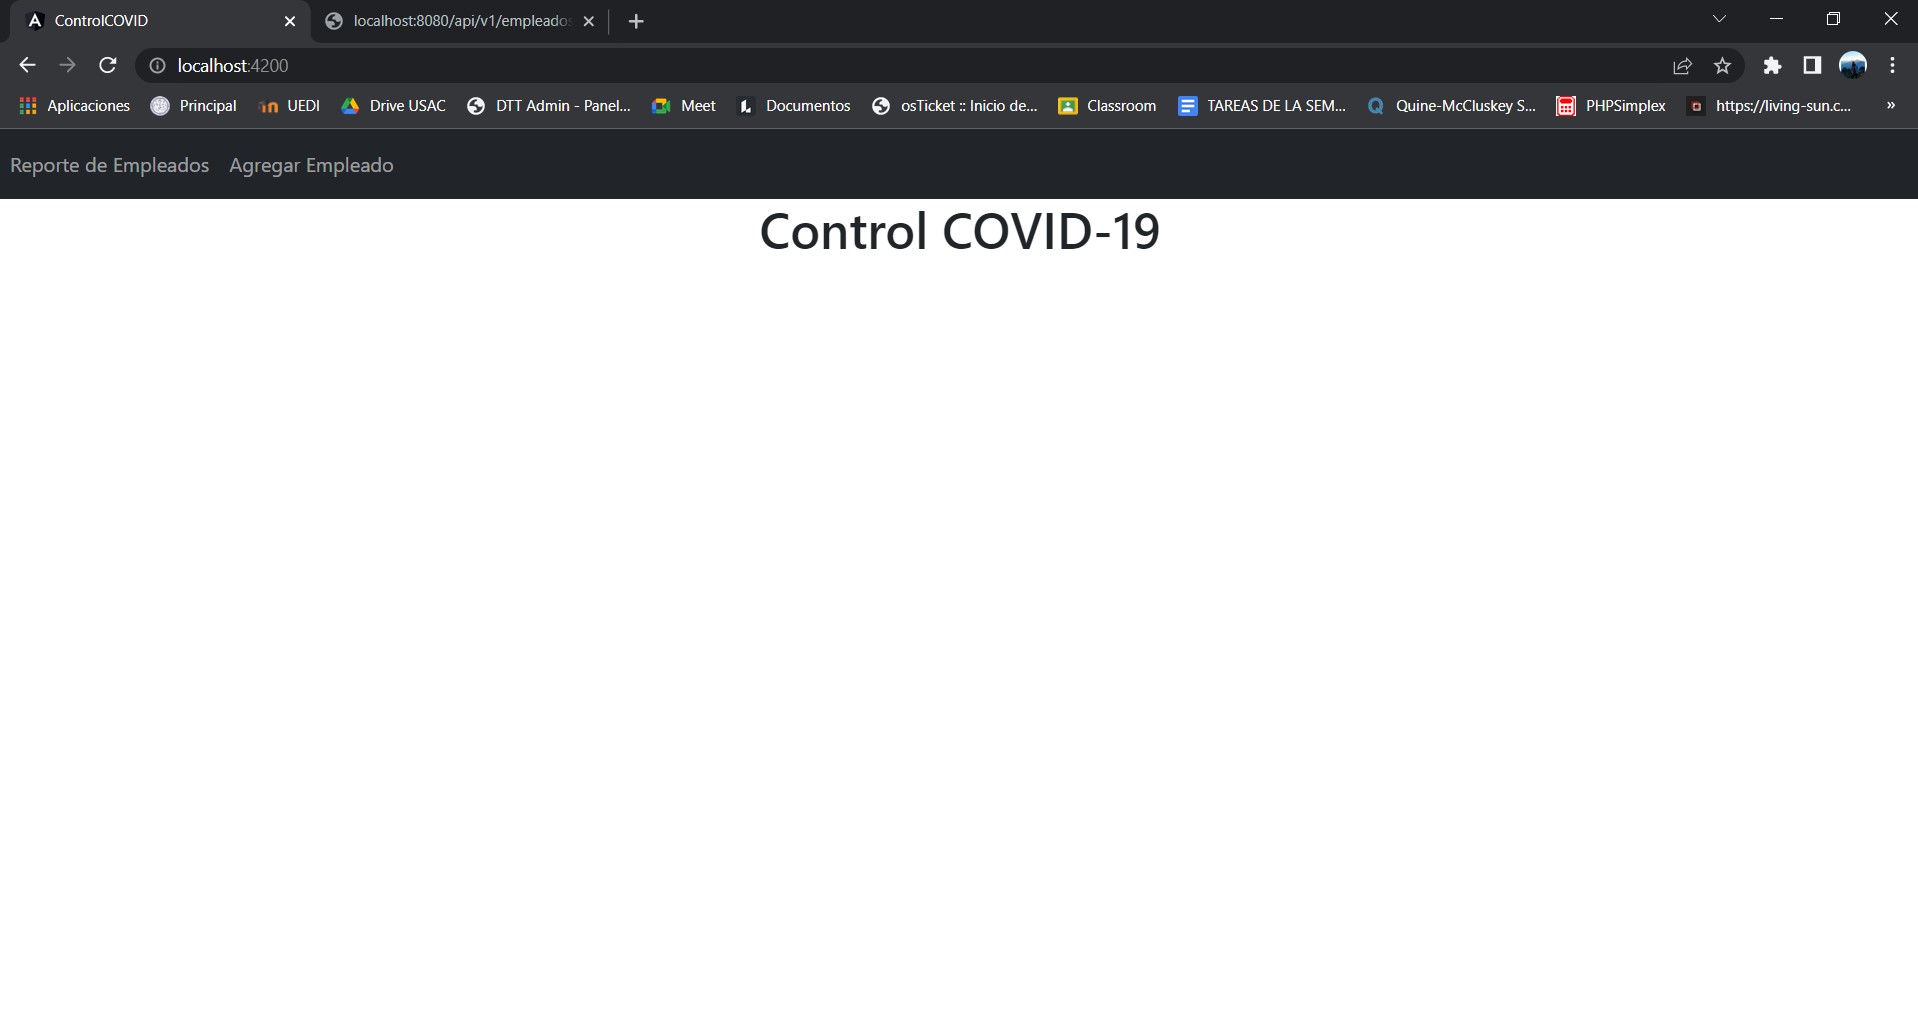 ControlCOVID
localhost:8080/api/v1/empleados
localhost:4200
Aplicaciones Principal UEDI Drive USAC DTT Admin - Panel... Meet Documentos osTicket :: Inicio de... Classroom TAREAS DE LA SEM... Quine-McCluskey S... PHPSimplex https://living-sun.c... »
Reporte de Empleados Agregar Empleado
Control COVID-19